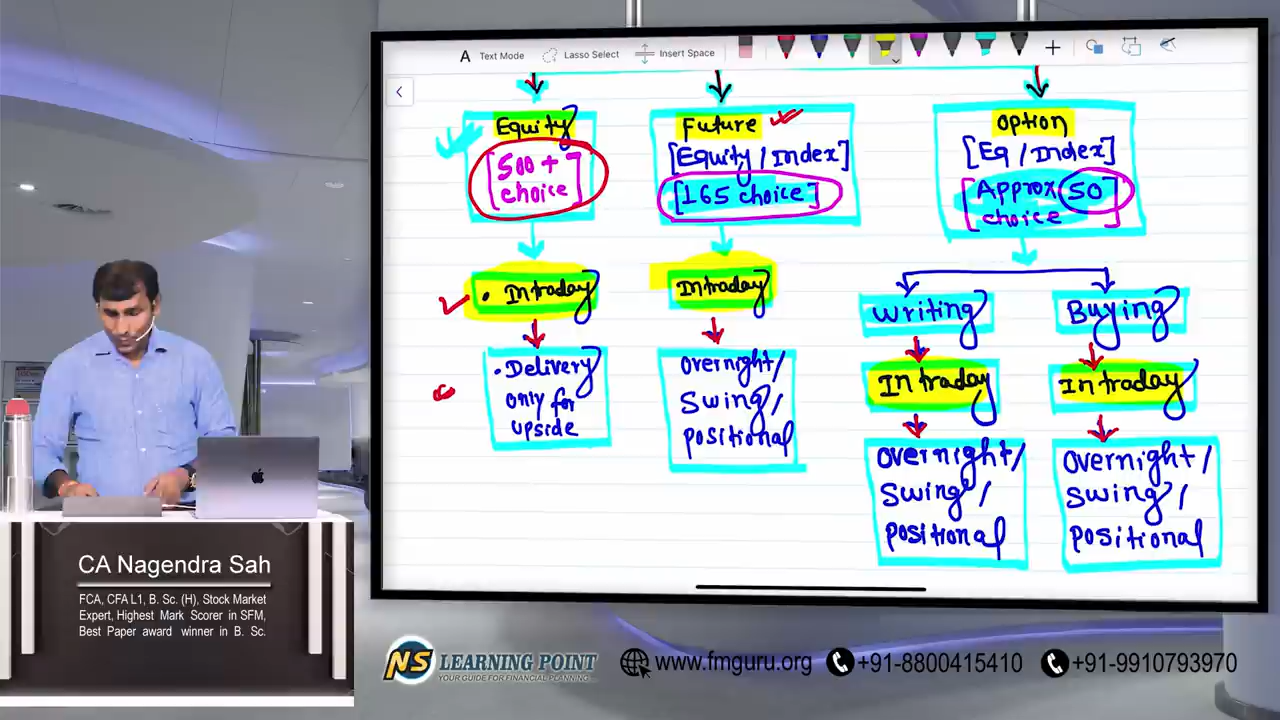 A Text Mode
Lasso Select
Insert Space
Equity
[500+
choice]
Future
[Equity/Index]
[165 choice]
Option
[Eq/Index]
[Approx 50
choice]
• Intraday
Intraday
Writing
Buying
• Delivery
only for
upside
overnight/
Swing,
positional
Intraday
Intraday
overnight/
Swing,/
positional
overnight/
Swing,/
positional
CA Nagendra Sah
FCA, CFA L1, B. Sc. (H), Stock Market
Expert, Highest Mark Scorer in SFM,
Best Paper award winner in B. Sc.
NS LEARNING POINT
YOUR GUIDE FOR FINANCIAL PLANNING...
www.fmguru.org
+91-8800415410
+91-9910793970